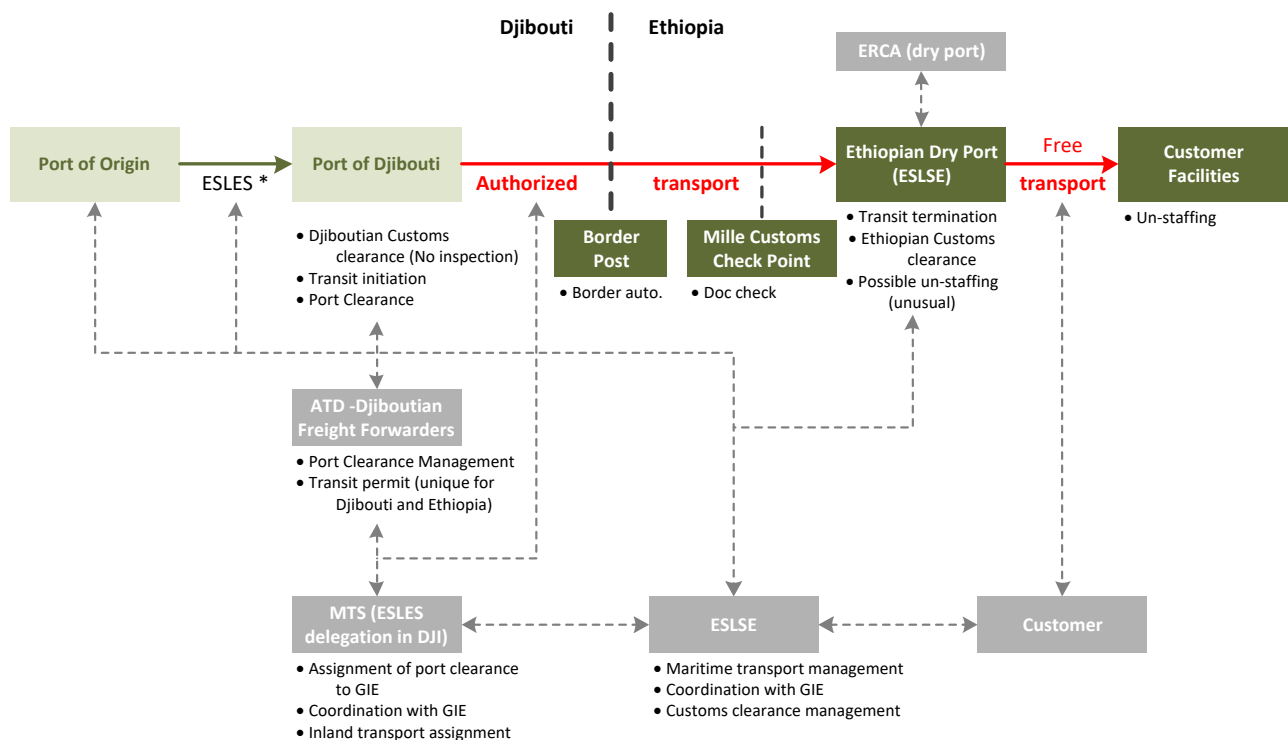 Djibouti
Ethiopia
ERCA (dry port)
Port of Origin
ESLES *
Port of Djibouti
Authorized
transport
Ethiopian Dry Port
(ESLSE)
Free
transport
Customer
Facilities
• Djiboutian Customs
clearance (No inspection)
• Transit initiation
• Port Clearance
Border
Post
• Border auto.
Mille Customs
Check Point
• Doc check
• Transit termination
• Ethiopian Customs
clearance
• Possible un-staffing
(unusual)
• Un-staffing
ATD -Djiboutian
Freight Forwarders
• Port Clearance Management
• Transit permit (unique for
Djibouti and Ethiopia)
MTS (ESLES
delegation in DJI)
• Assignment of port clearance
to GIE
• Coordination with GIE
• Inland transport assignment
ESLSE
• Maritime transport management
• Coordination with GIE
• Customs clearance management
Customer